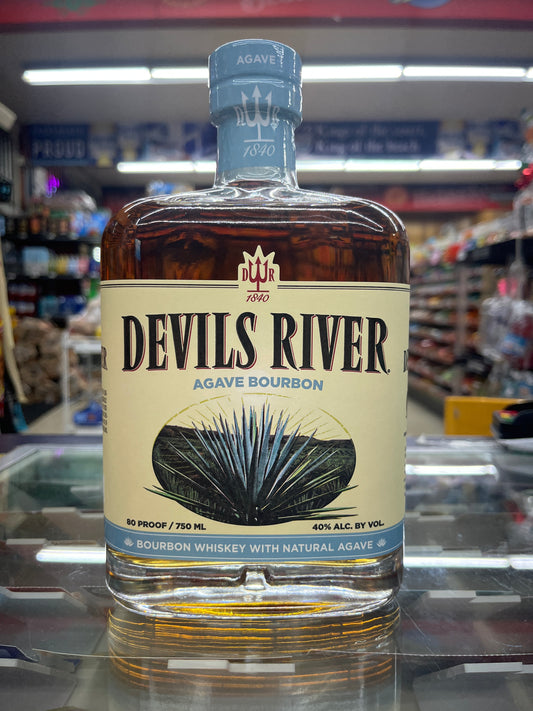 AGAVE
D R
1840
D R
1840
DEVILS RIVER
AGAVE BOURBON
80 PROOF / 750 ML
40% ALC. BY VOL.
BOURBON WHISKEY WITH NATURAL AGAVE
PROUD